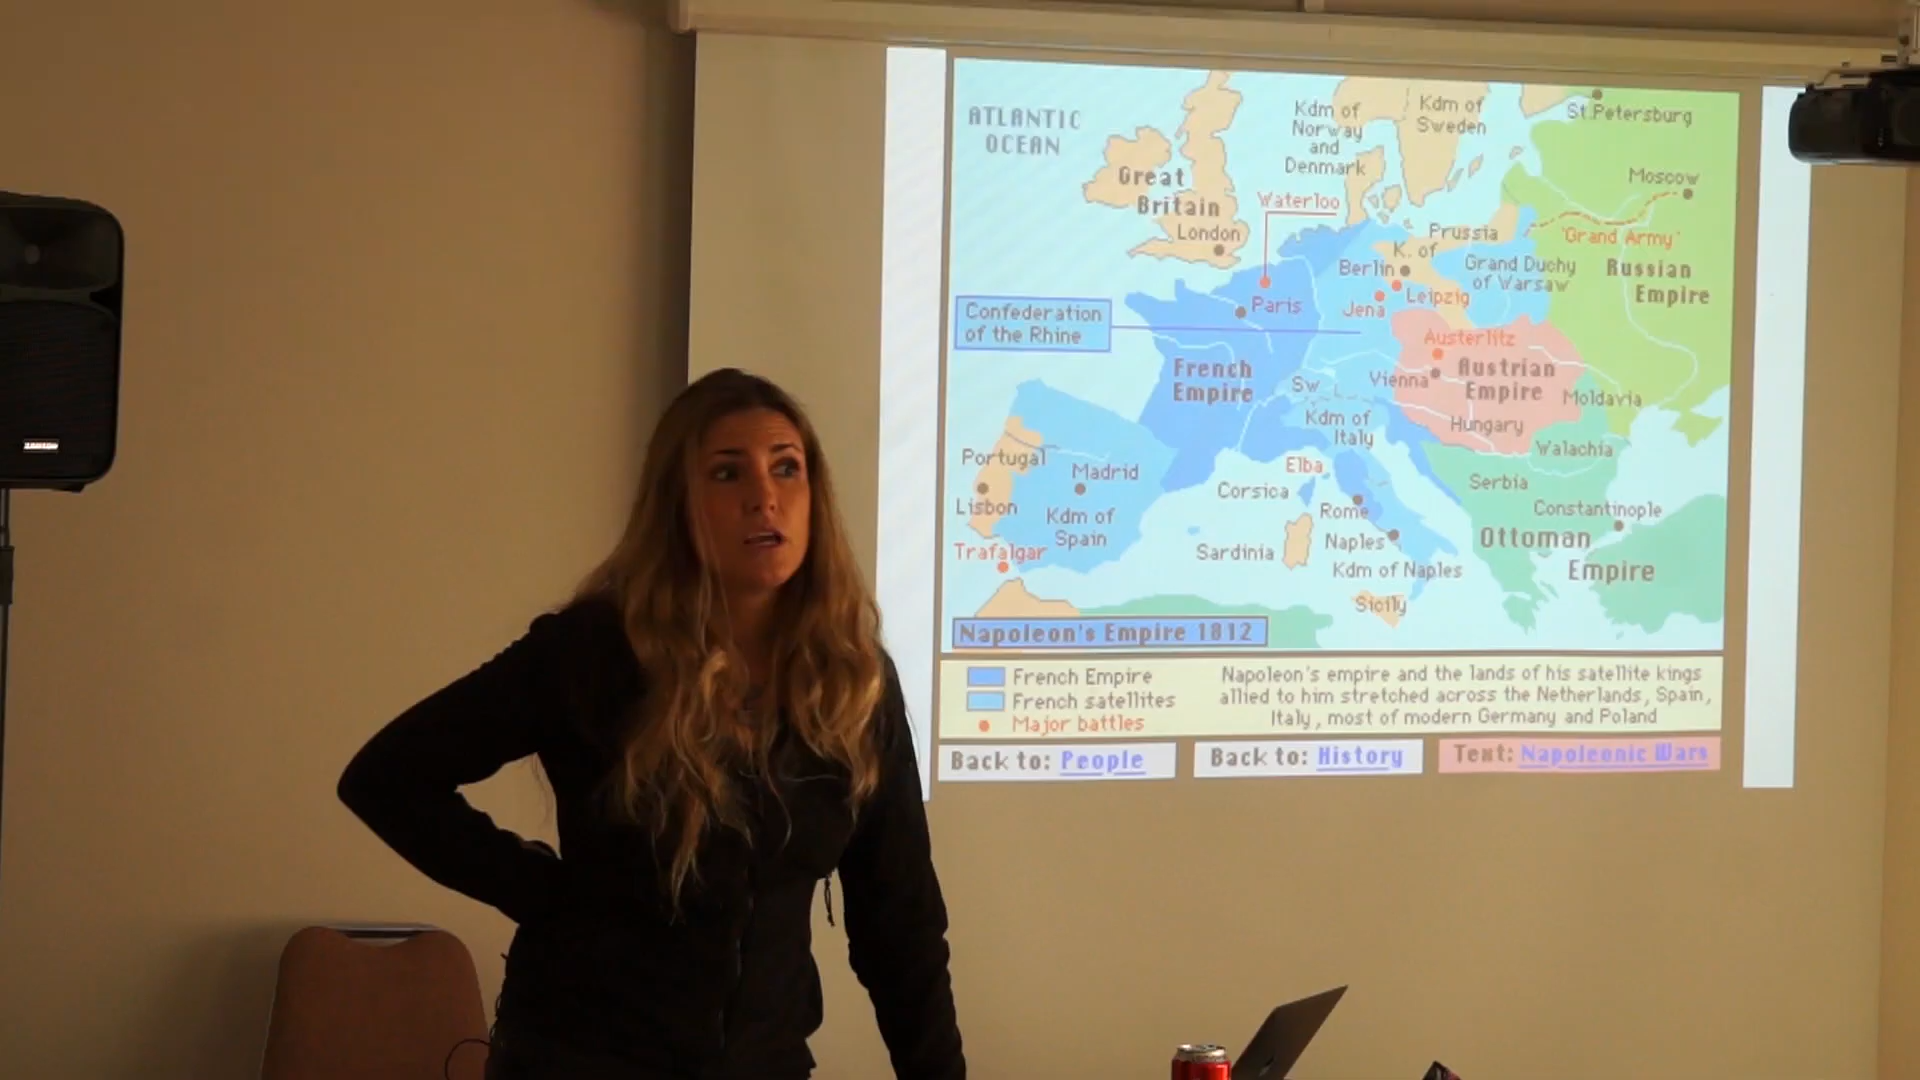 ATLANTIC
OCEAN
Kdm of
Norway
and
Denmark
Kdm of
Sweden
St.Petersburg
Moscow
Great
Britain
London
Waterloo
Prussia
K. of
'Grand Army'
Berlin
Grand Duchy
of Warsaw
Russian
Empire
Confederation
of the Rhine
Paris
Jena
Leipzig
Austerlitz
French
Empire
Sw
Vienna
Austrian
Empire
Moldavia
Kdm of
Italy
Hungary
Walachia
Portugal
Madrid
Elba
Corsica
Serbia
Lisbon
Kdm of
Spain
Rome
Constantinople
Trafalgar
Sardinia
Naples
Ottoman
Empire
Kdm of Naples
Sicily
Napoleon's Empire 1812
French Empire
French satellites
Major battles
Napoleon's empire and the lands of his satellite kings
allied to him stretched across the Netherlands, Spain,
Italy, most of modern Germany and Poland
Back to: People
Back to: History
Text: Napoleonic Wars